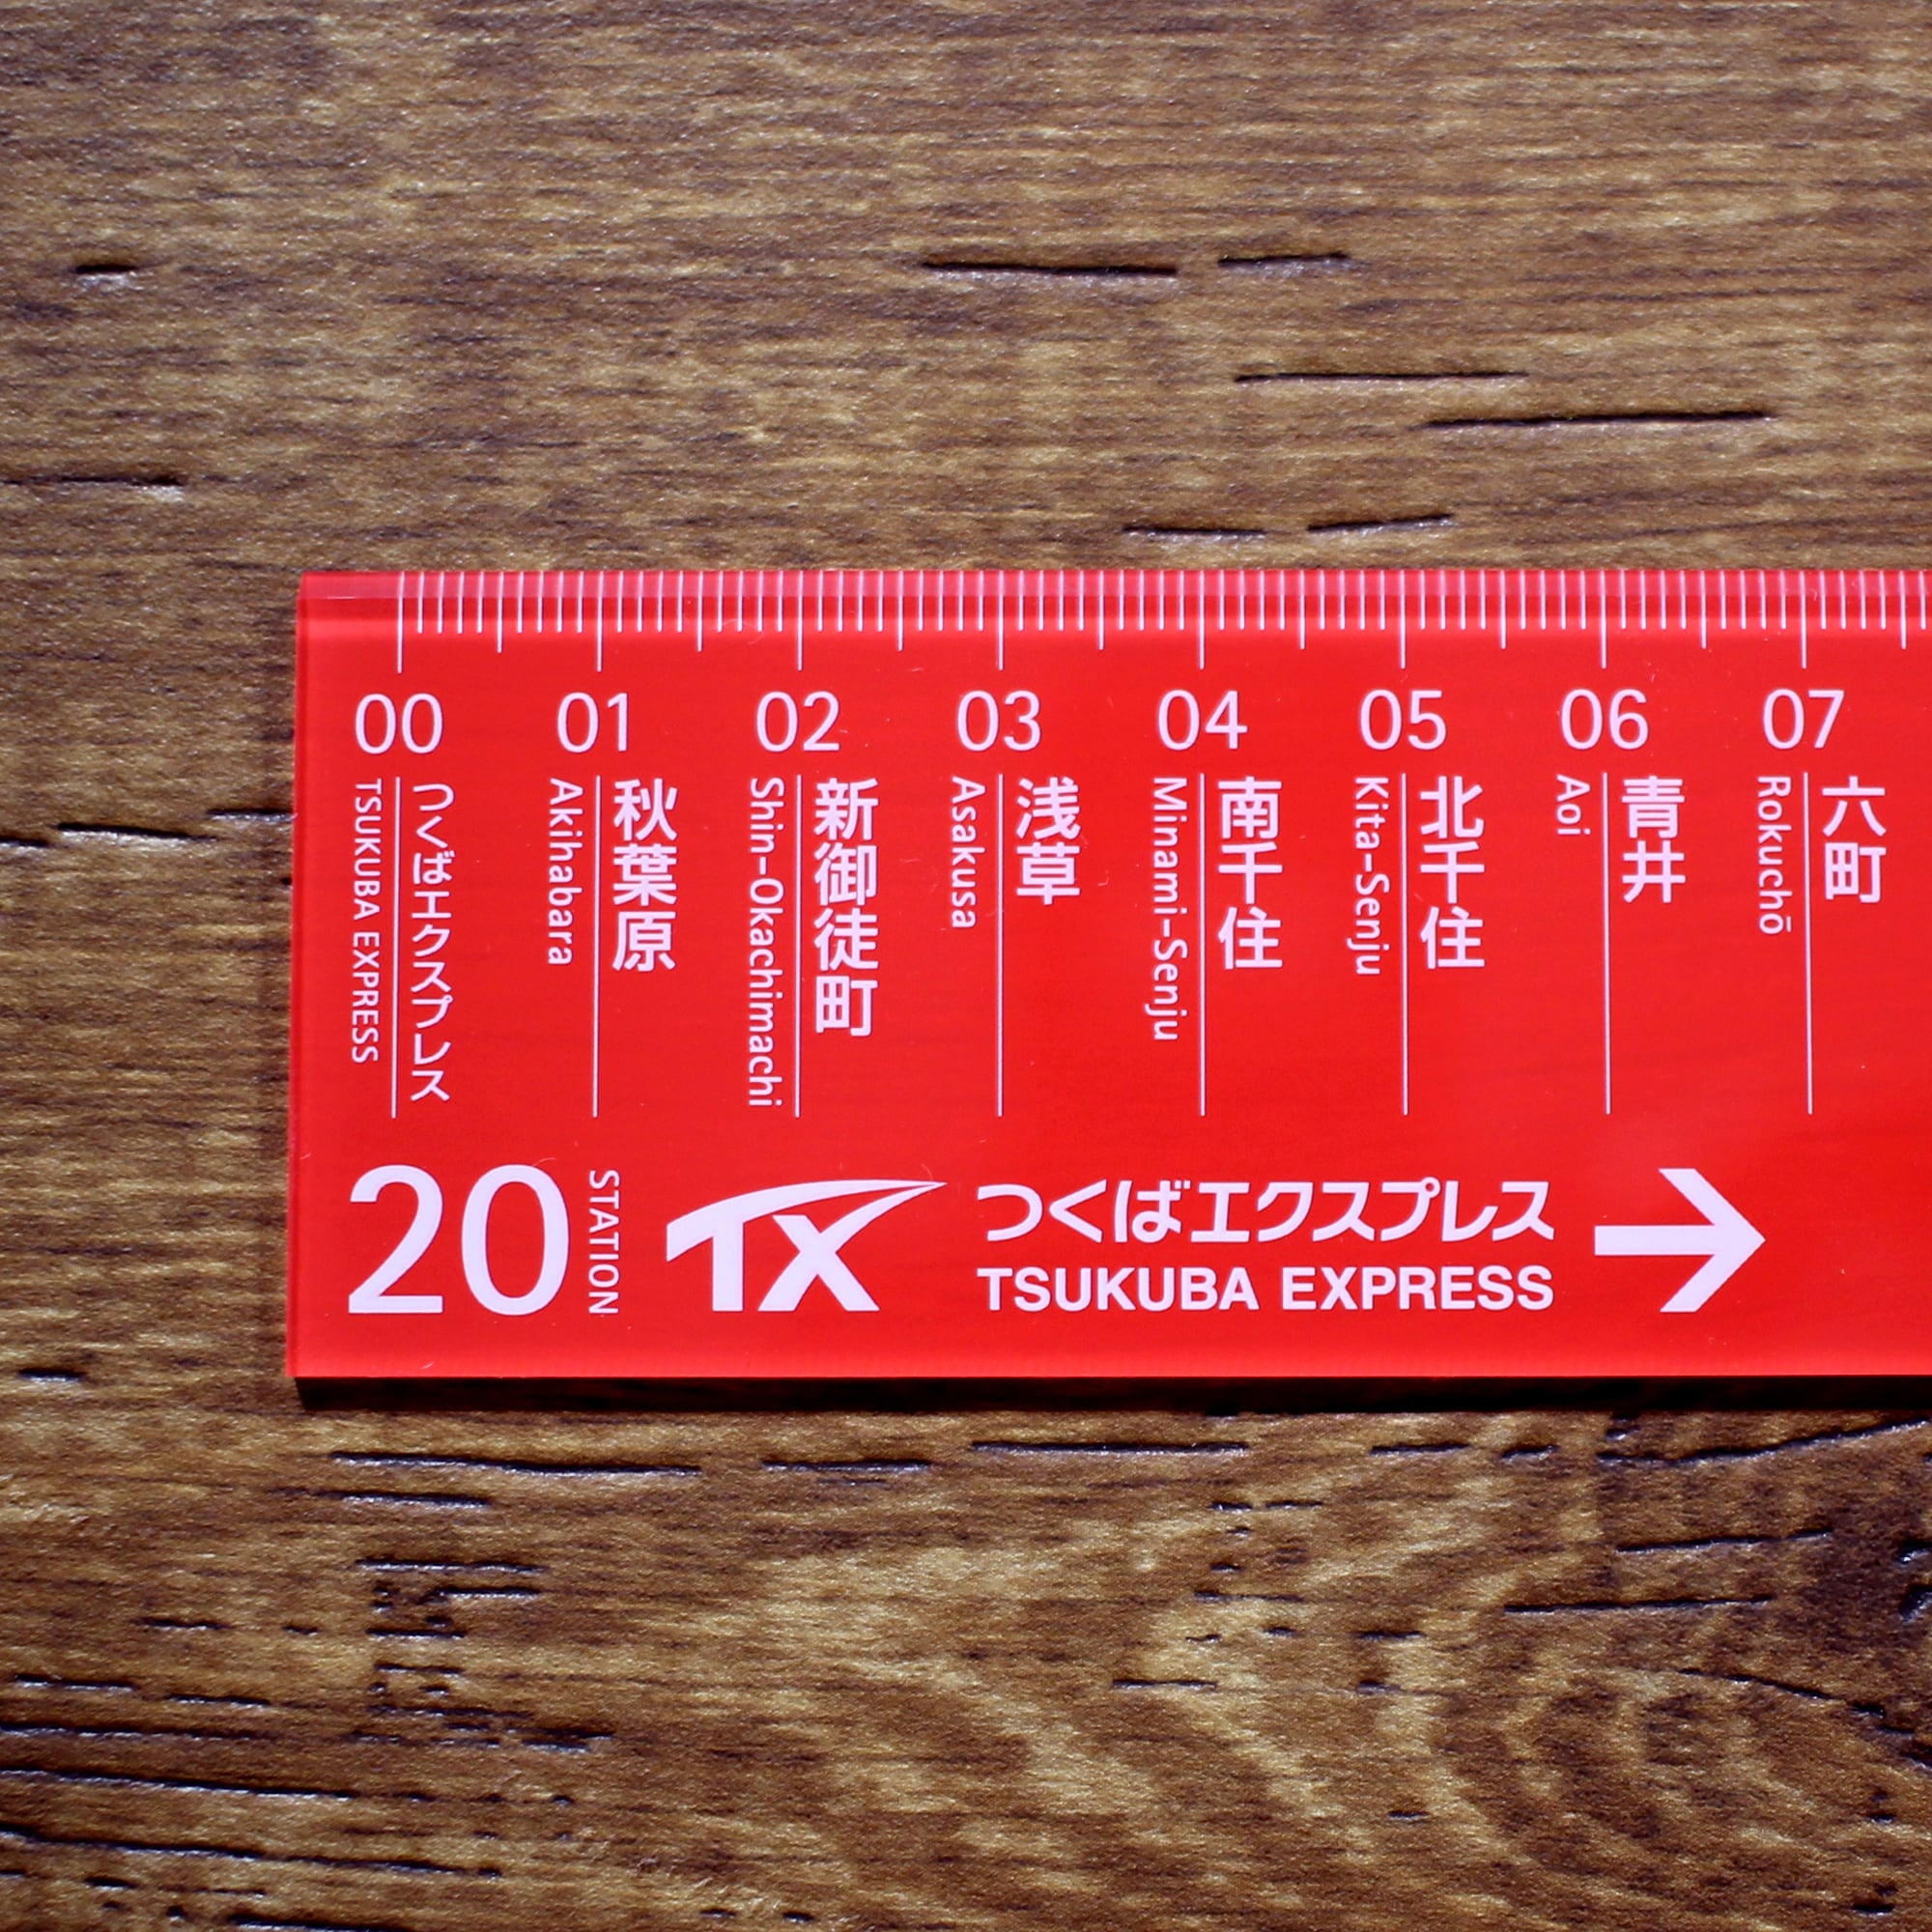 00
つくばエクスプレス
TSUKUBA EXPRESS
01
秋葉原
Akihabara
02
新御徒町
Shin-Okachimachi
03
浅草
Asakusa
04
南千住
Minami-Senju
05
北千住
Kita-Senju
06
青井
Aoi
07
六町
Rokuchō
20
STATION
TX
つくばエクスプレス
TSUKUBA EXPRESS
→